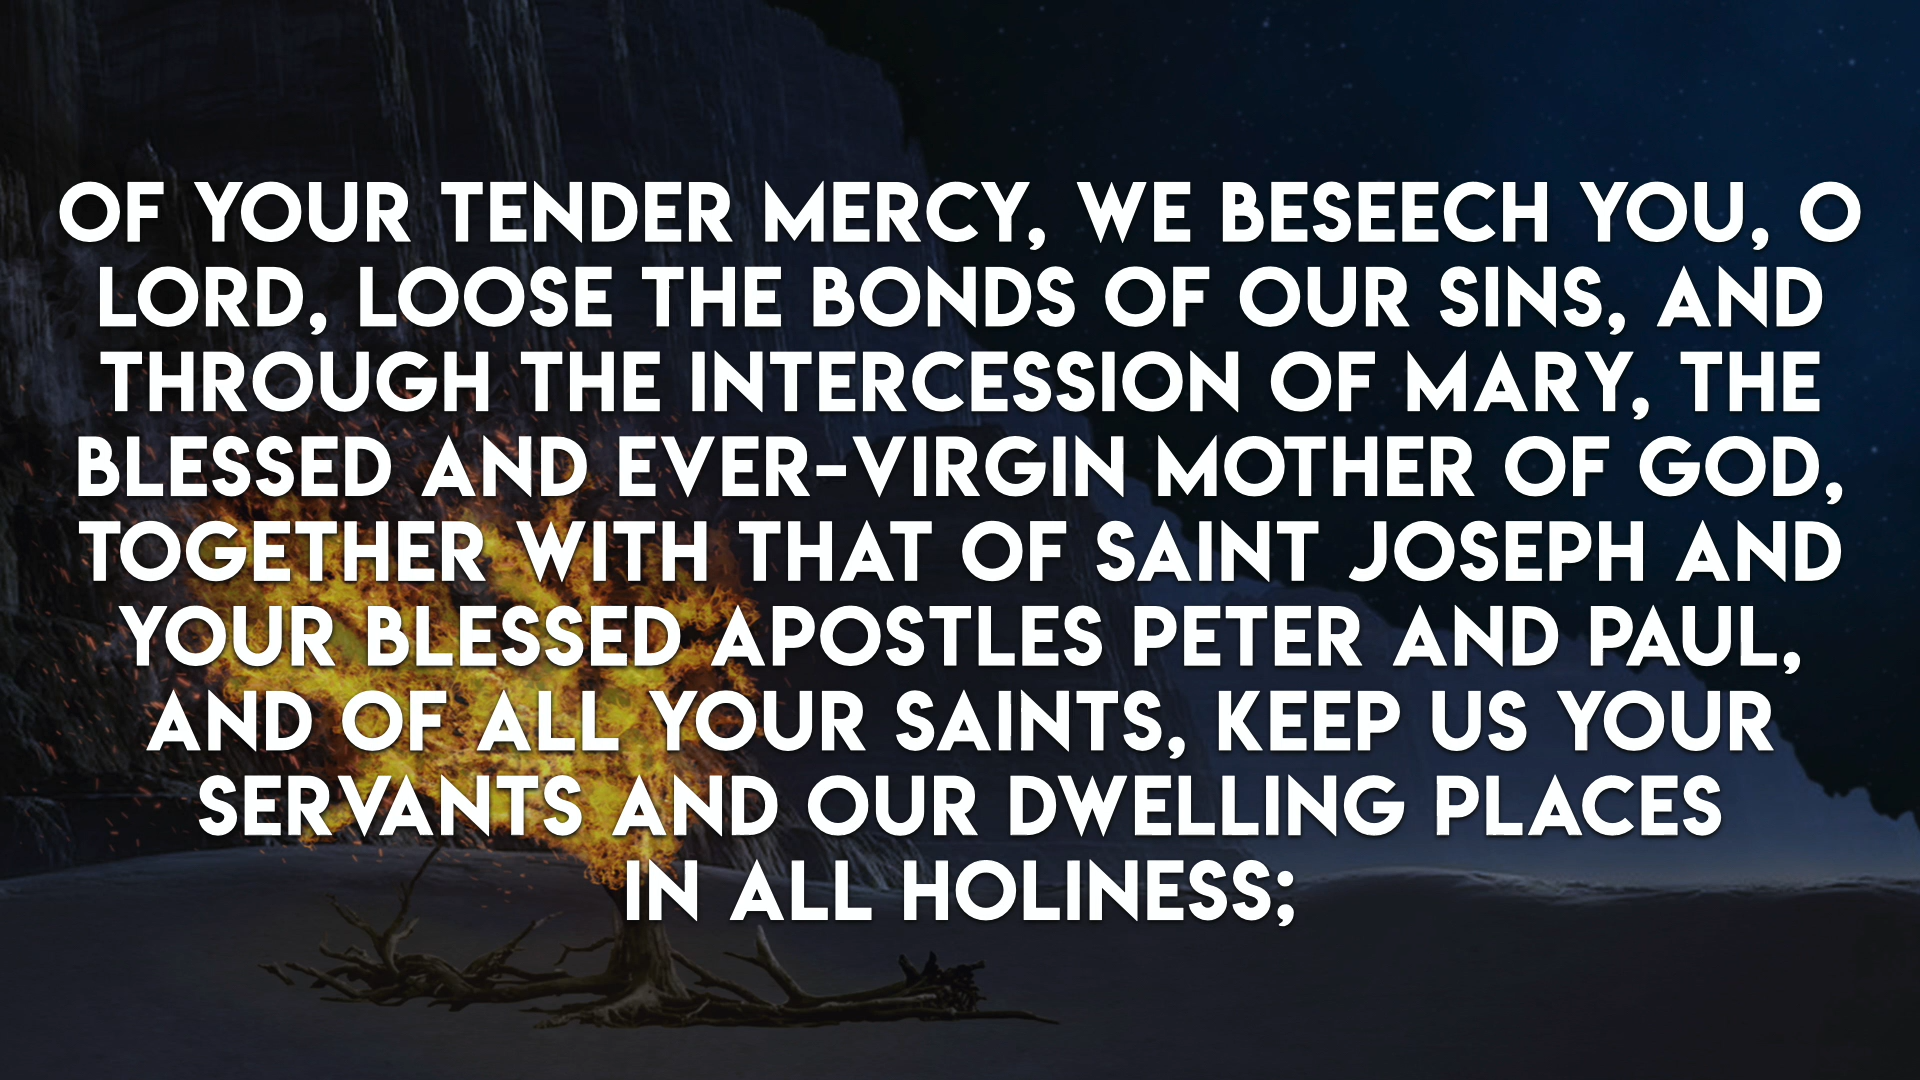 OF YOUR TENDER MERCY, WE BESEECH YOU, O
LORD, LOOSE THE BONDS OF OUR SINS, AND
THROUGH THE INTERCESSION OF MARY, THE
BLESSED AND EVER-VIRGIN MOTHER OF GOD,
TOGETHER WITH THAT OF SAINT JOSEPH AND
YOUR BLESSED APOSTLES PETER AND PAUL,
AND OF ALL YOUR SAINTS, KEEP US YOUR
SERVANTS AND OUR DWELLING PLACES
IN ALL HOLINESS;